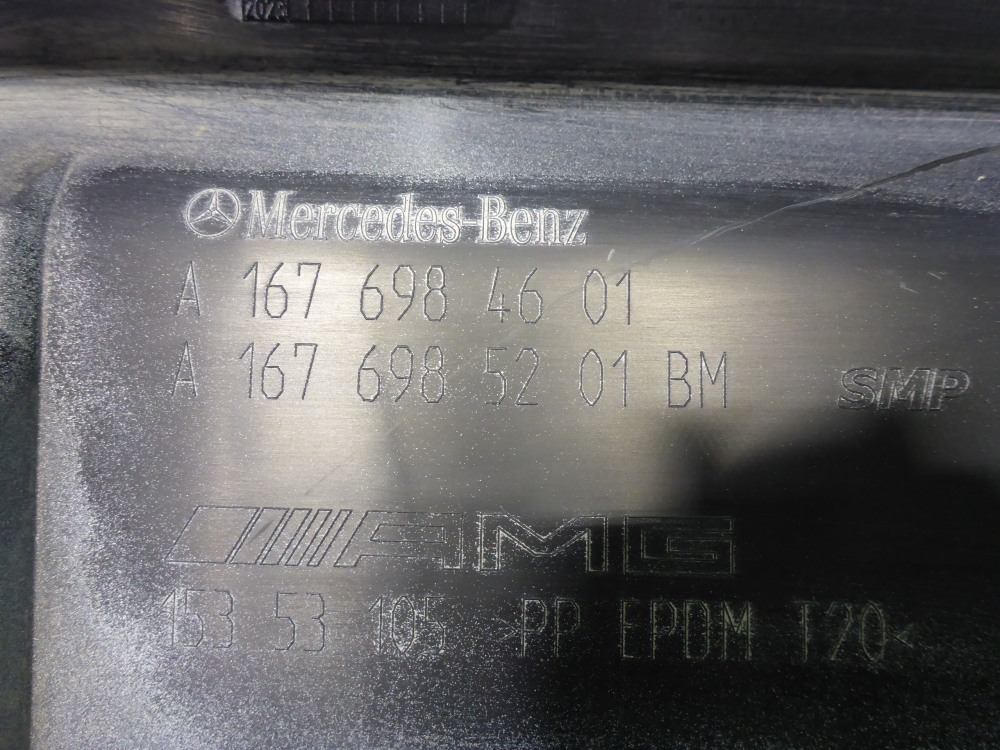 2023
Mercedes-Benz
A 167 698 46 01
A 167 698 52 01 BM
SMP
AMG
153 53 105 >PP EPDM T20<